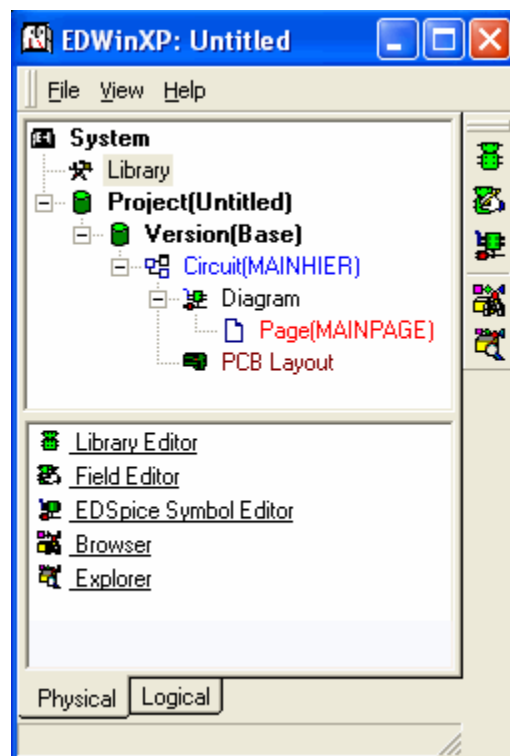 EDWinXP: Untitled
File View Help
System
Library
Project(Untitled)
Version(Base)
Circuit(MAINHIER)
Diagram
Page(MAINPAGE)
PCB Layout
Library Editor
Field Editor
EDSpice Symbol Editor
Browser
Explorer
Physical Logical